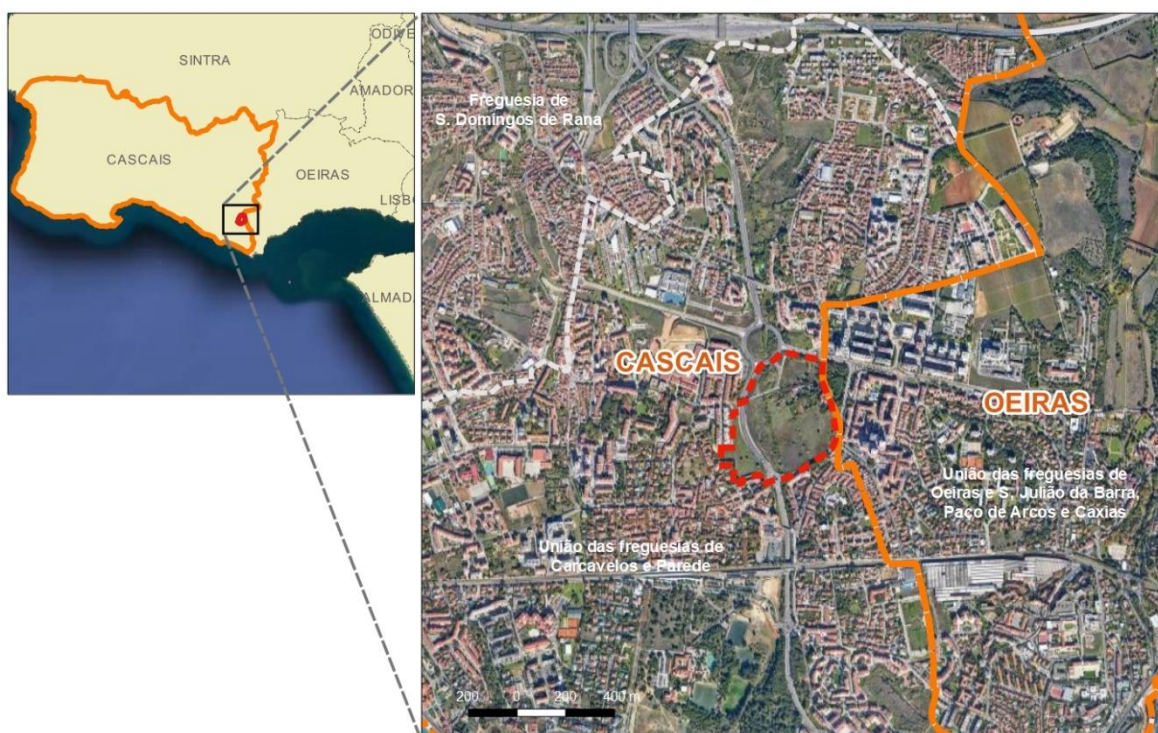 SINTRA
ODIVE
AMADOR
CASCAIS
OEIRAS
LISBO
ALMADA
Freguesia de
S. Domingos de Rana
CASCAIS
OEIRAS
União das freguesias de
Oeiras e S. Julião da Barra,
Paço de Arcos e Caxias
União das freguesias de
Carcavelos e Parede
200 0 200 400 m